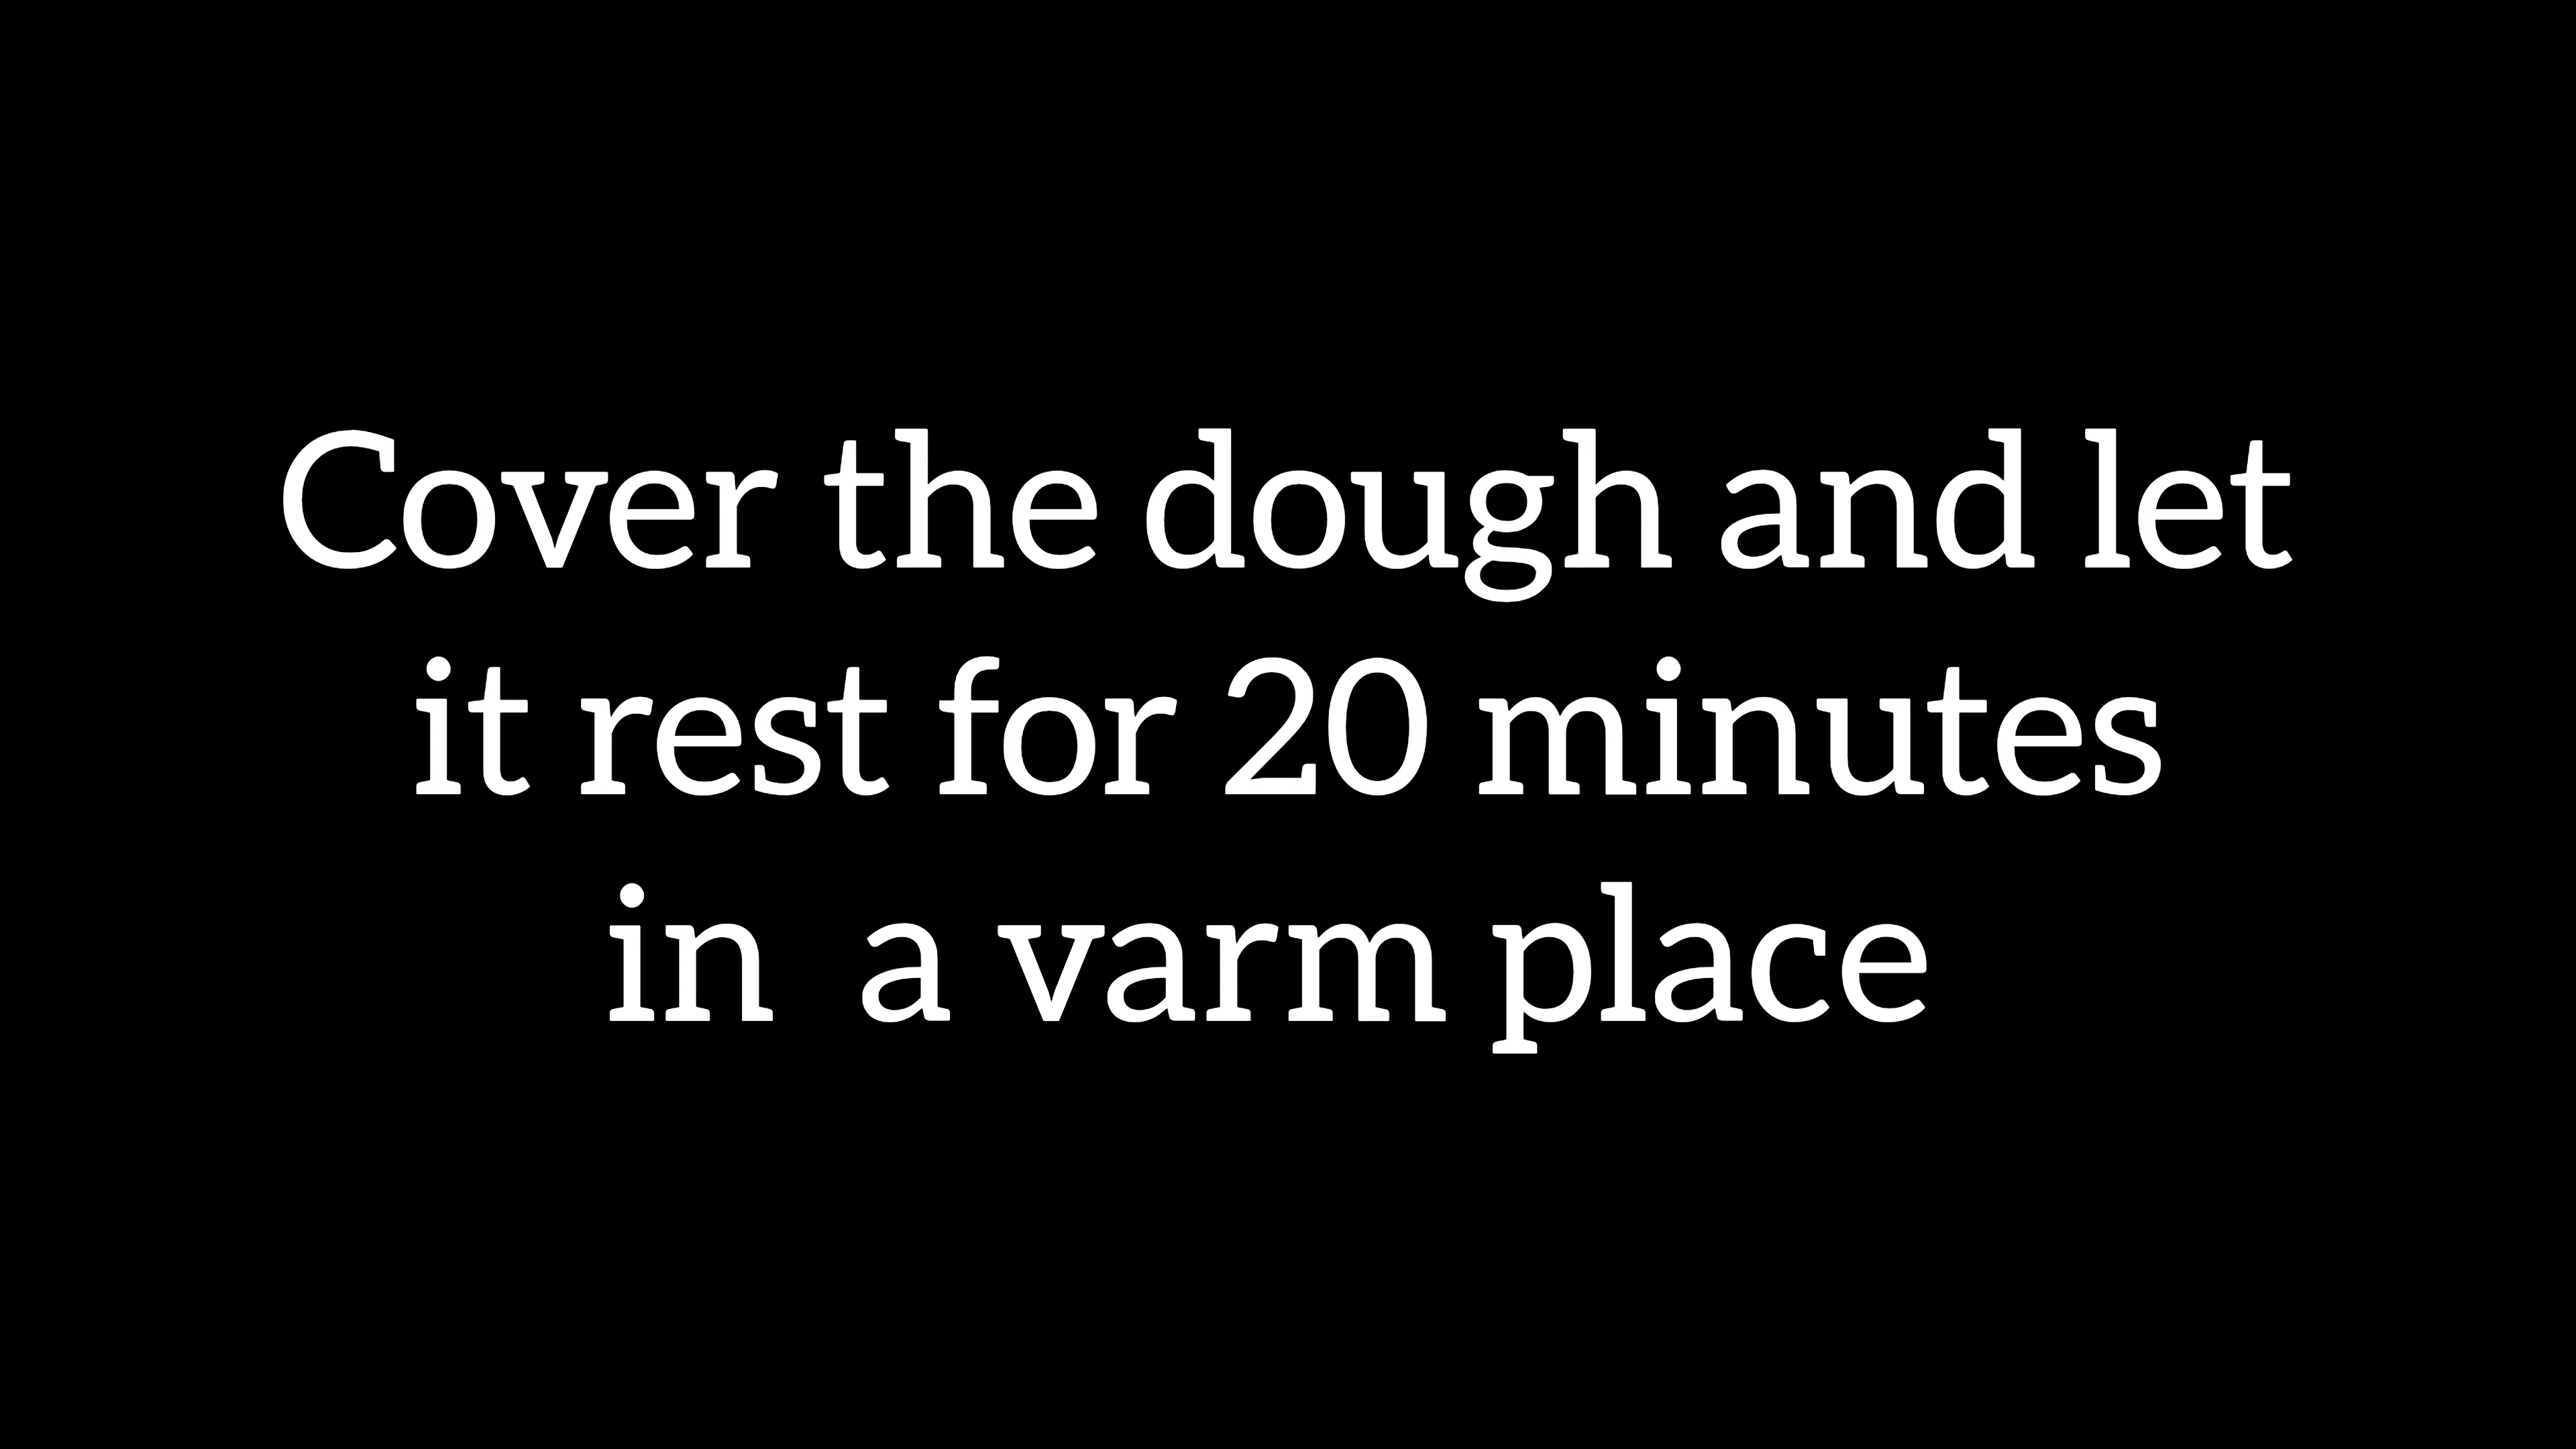 Cover the dough and let
it rest for 20 minutes
in  a varm place